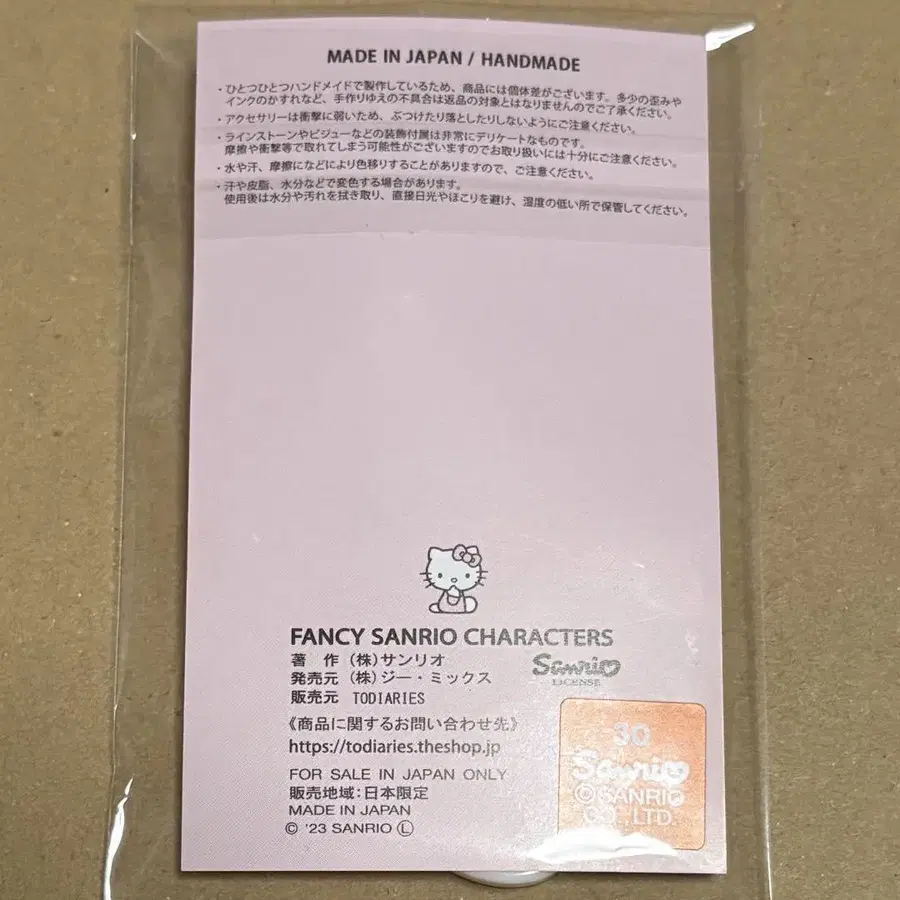 MADE IN JAPAN / HANDMADE
・ひとつひとつハンドメイドで製作しているため、商品には個体差がございます。多少の歪みや
インクのかすれなど、手作りゆえの不具合は返品の対象とはなりませんのでご了承ください。
・アクセサリーは衝撃に弱いため、ぶつけたり落としたりしないようにご注意ください。
・ラインストーンやビジューなどの装飾付属は非常にデリケートなものです。
摩擦や衝撃等で取れてしまう可能性がございますのでお取り扱いには十分にご注意ください。
・水や汗、摩擦になどにより色移りすることがありますので、ご注意ください。
・汗や皮脂、水分などで変色する場合があります。
使用後は水分や汚れを拭き取り、直接日光やほこりを避け、湿度の低い所で保管してください。
FANCY SANRIO CHARACTERS
著 作 (株)サンリオ
発売元 (株)ジー・ミックス
販売元 TODIARIES
Sanrio
LICENSE
《商品に関するお問い合わせ先》
https://todiaries.theshop.jp
FOR SALE IN JAPAN ONLY
販売地域:日本限定
MADE IN JAPAN
© '23 SANRIO Ⓛ
30
Sanrio
© SANRIO
CO.,LTD.